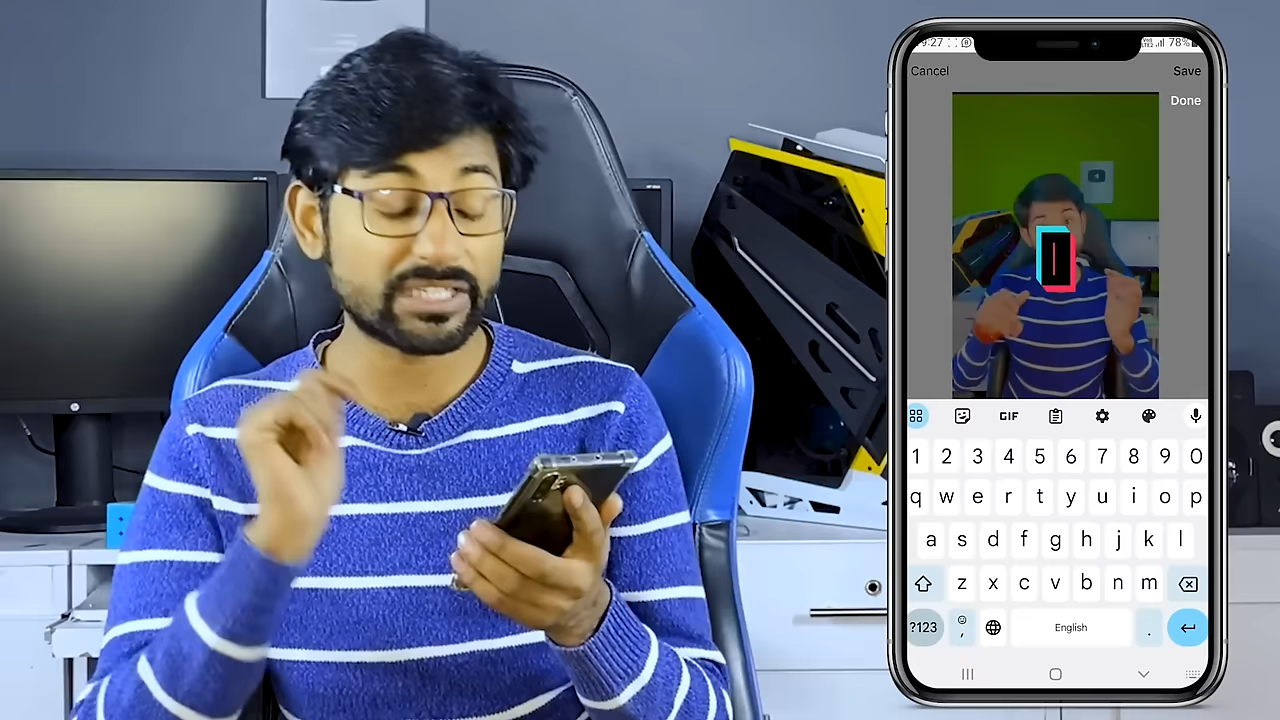 9:27
78%
Cancel
Save
Done
GIF
1 2 3 4 5 6 7 8 9 0
q w e r t y u i o p
a s d f g h j k l
z x c v b n m
?123
,
English
.